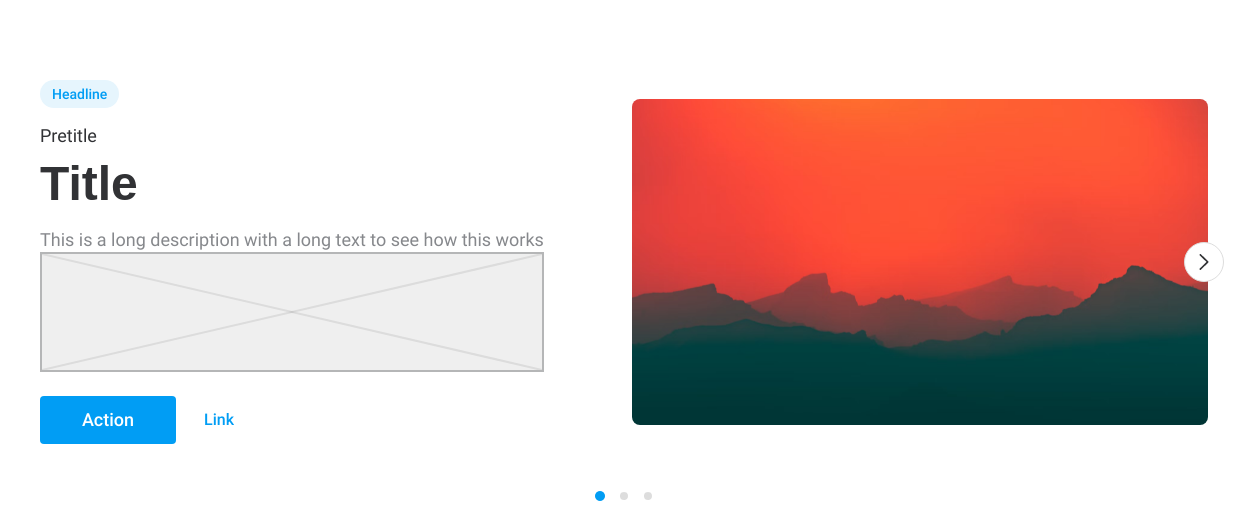 Headline
Pretitle
Title
This is a long description with a long text to see how this works
Action
Link